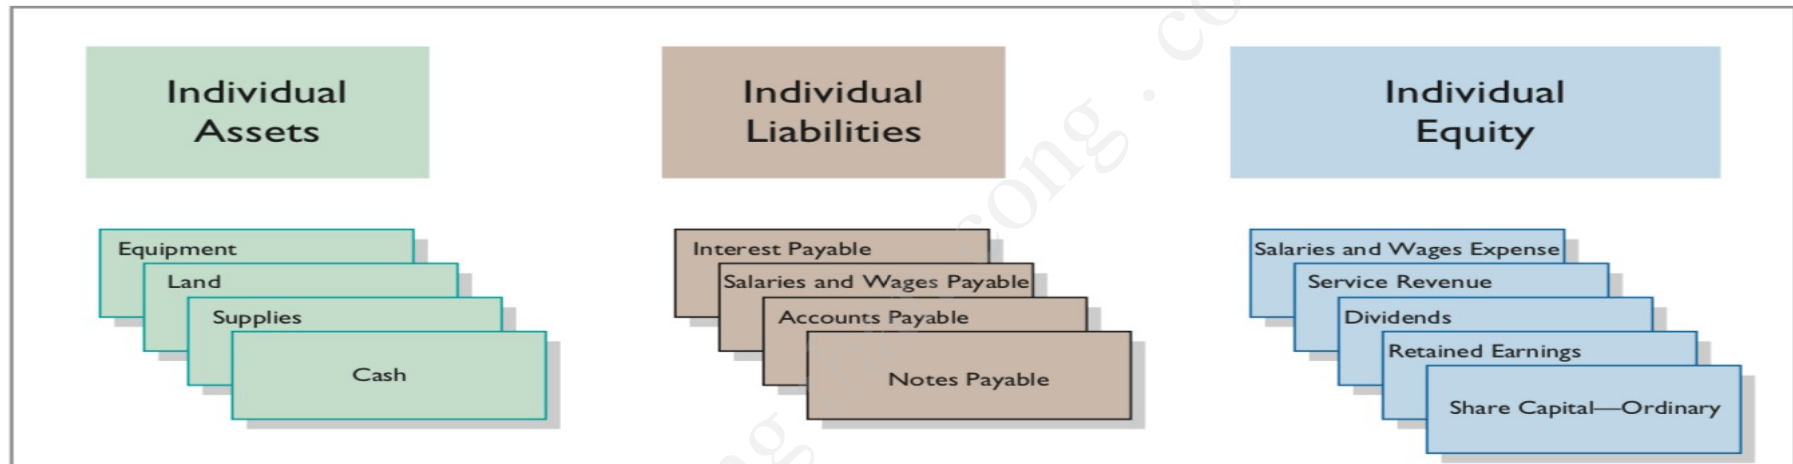 Individual
Assets
Individual
Liabilities
Individual
Equity
Equipment
Land
Supplies
Cash
Interest Payable
Salaries and Wages Payable
Accounts Payable
Notes Payable
Salaries and Wages Expense
Service Revenue
Dividends
Retained Earnings
Share Capital—Ordinary